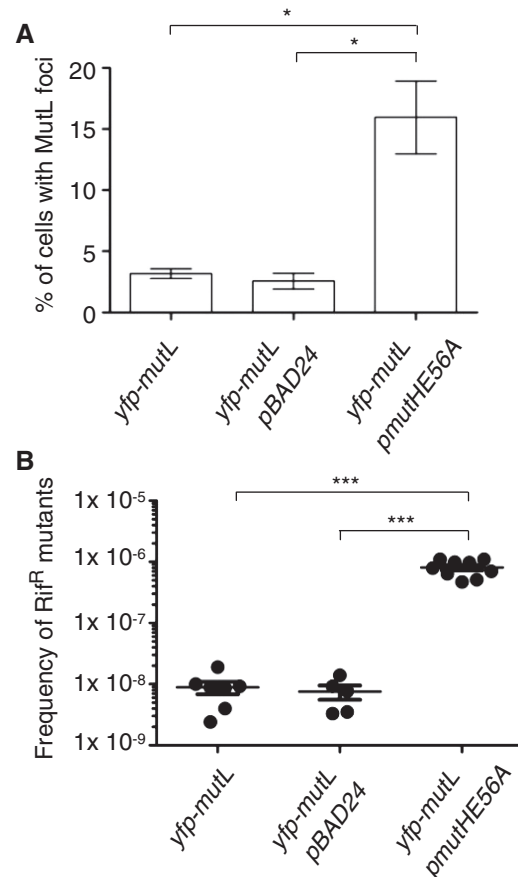 A
*
*
% of cells with MutL foci
20
15
10
5
0
yfp-mutL
yfp-mutL
pBAD24
yfp-mutL
pmutHE56A
B
***
***
Frequency of Rif^R mutants
1x 10^-5
1x 10^-6
1x 10^-7
1x 10^-8
1x 10^-9
yfp-mutL
yfp-mutL
pBAD24
yfp-mutL
pmutHE56A